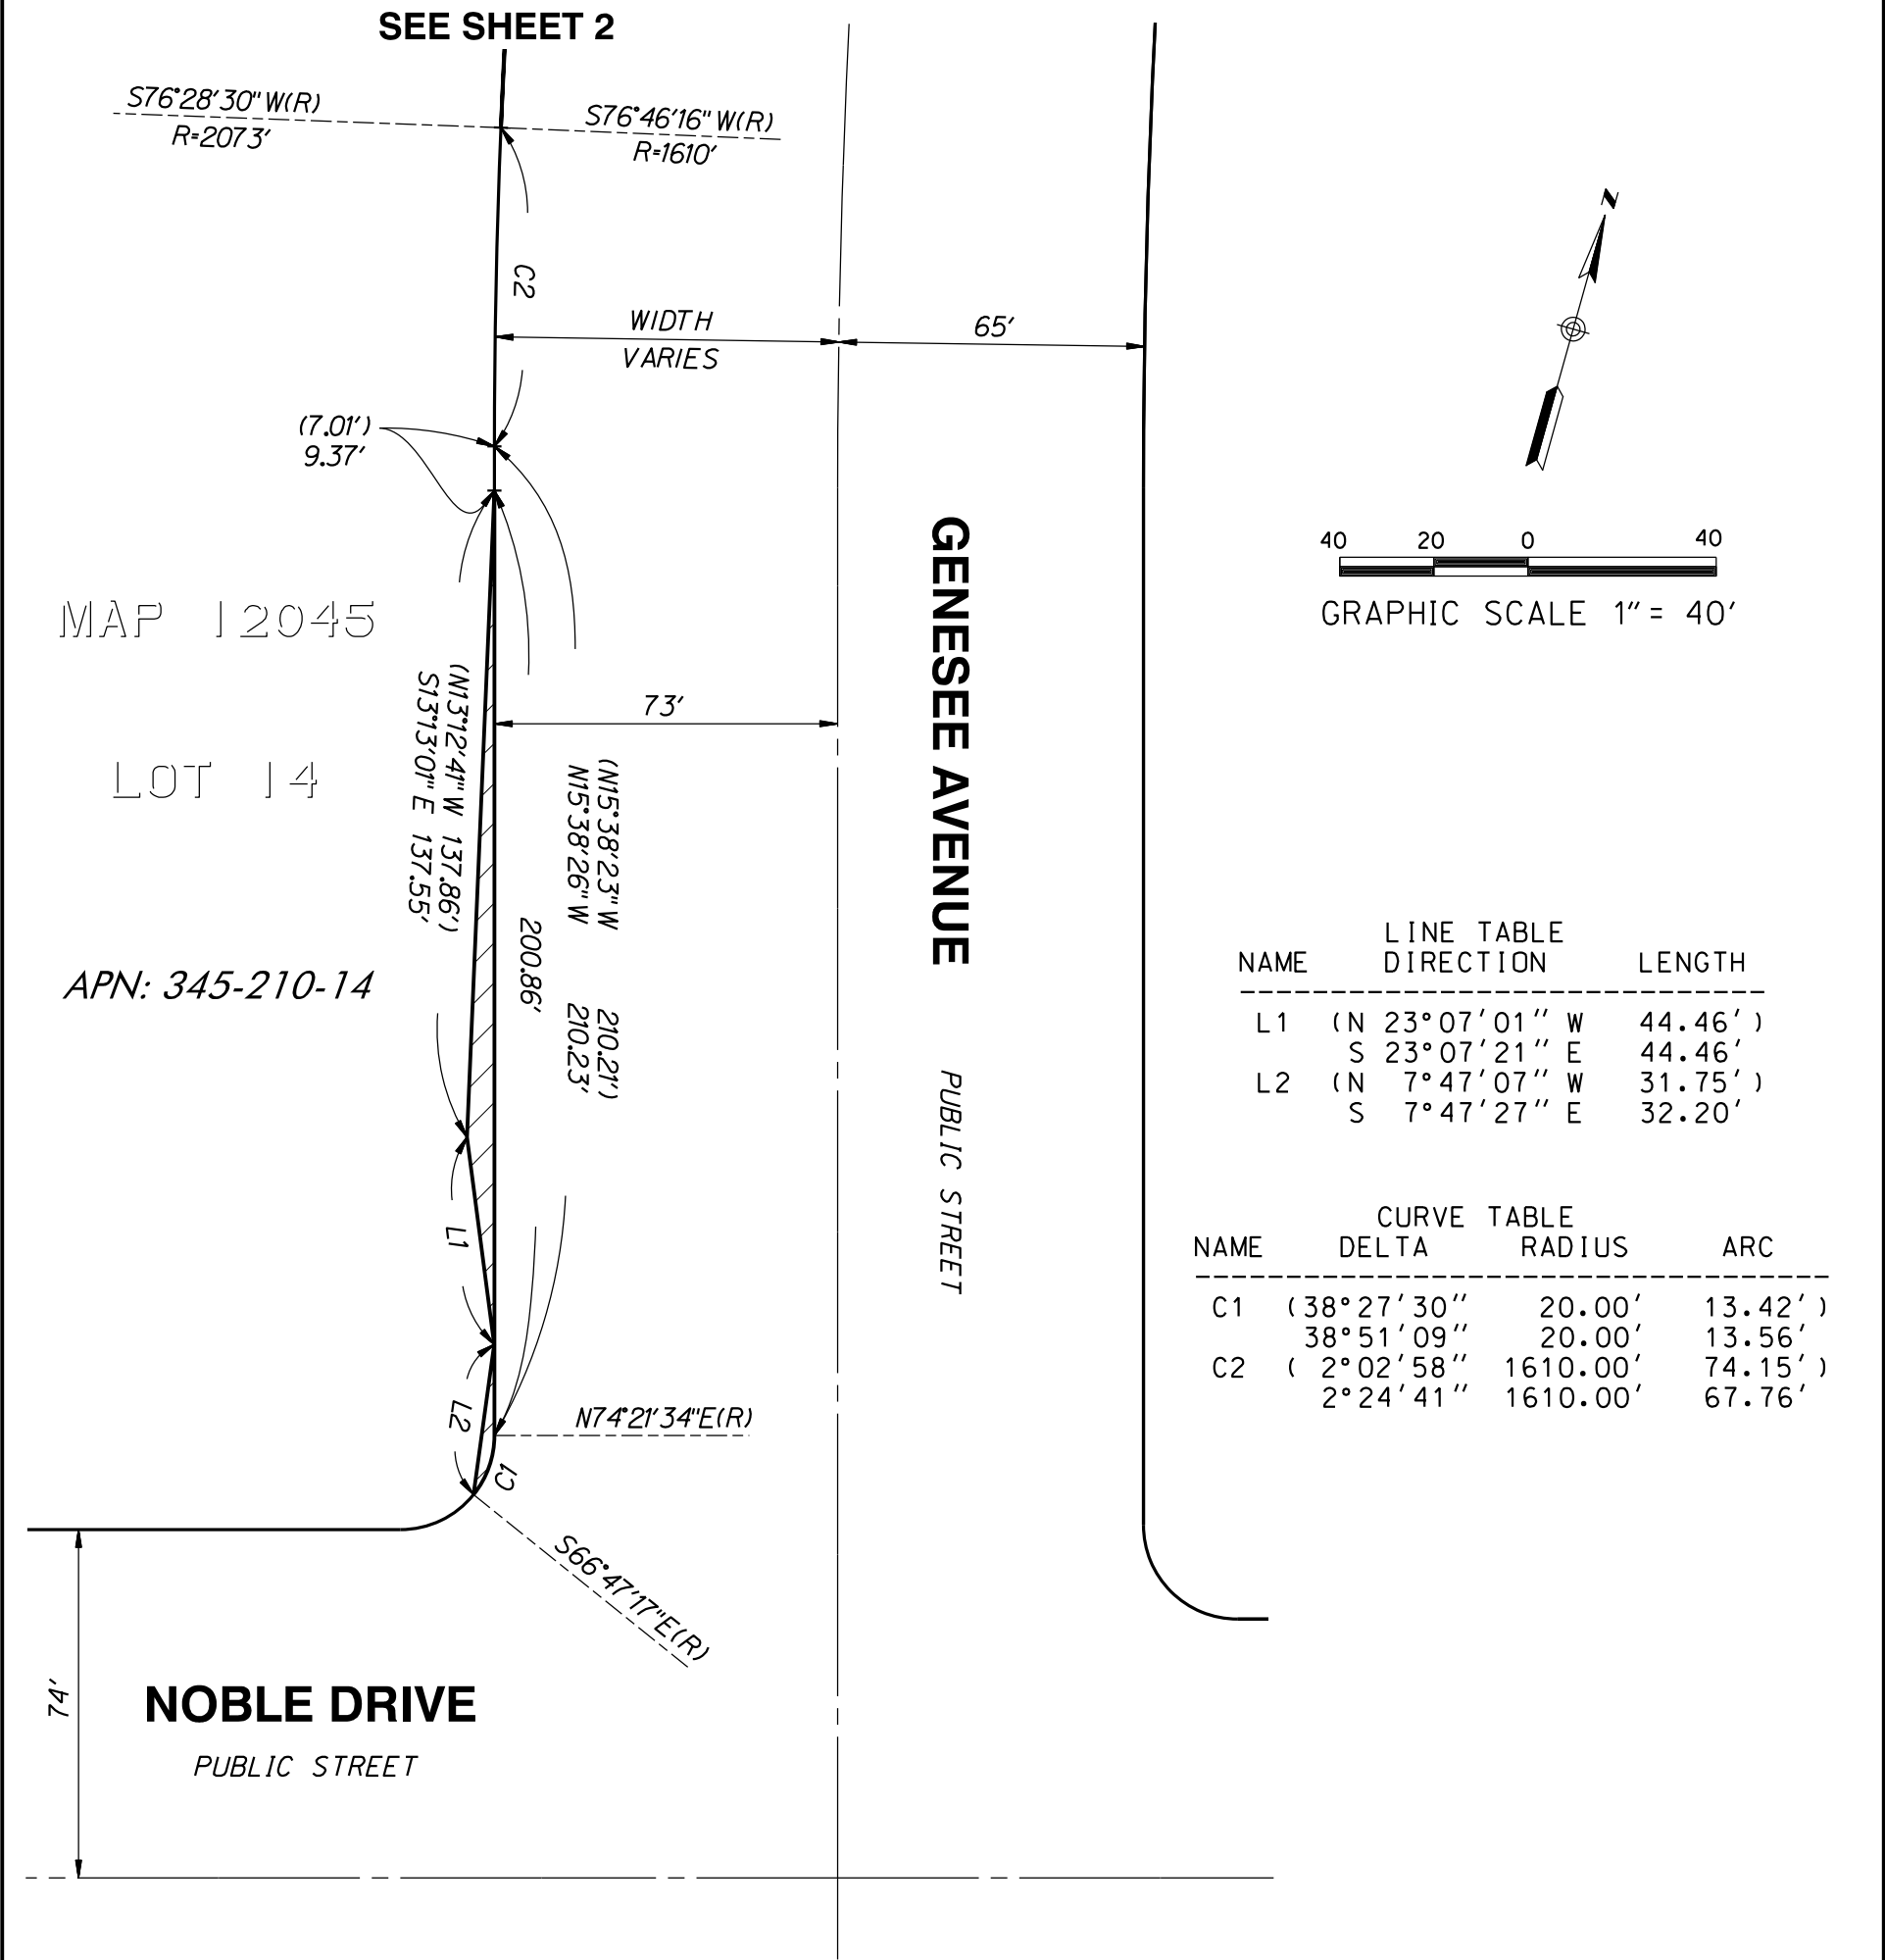 SEE SHEET 2
S76°28'30" W(R)
R=2073'
S76°46'16" W(R)
R=1610'
N
C2
WIDTH
VARIES
65'
(7.01')
9.37'
40 20 0 40
GRAPHIC SCALE 1" = 40'
MAP 12045
LOT 14
APN: 345-210-14
(N13°12'41" W 137.86')
S13°13'01" E 137.55'
73'
(N15°38'23" W 210.21')
N15°38'26" W 210.23'
200.86'
GENESEE AVENUE
PUBLIC STREET
LINE TABLE
NAME DIRECTION LENGTH
L1 (N 23°07'01" W 44.46')
S 23°07'21" E 44.46'
L2 (N 7°47'07" W 31.75')
S 7°47'27" E 32.20'
CURVE TABLE
NAME DELTA RADIUS ARC
C1 (38°27'30" 20.00' 13.42')
38°51'09" 20.00' 13.56'
C2 ( 2°02'58" 1610.00' 74.15')
2°24'41" 1610.00' 67.76'
L1
L2
N74°21'34"E(R)
C1
S66°47'17"E(R)
74'
NOBLE DRIVE
PUBLIC STREET